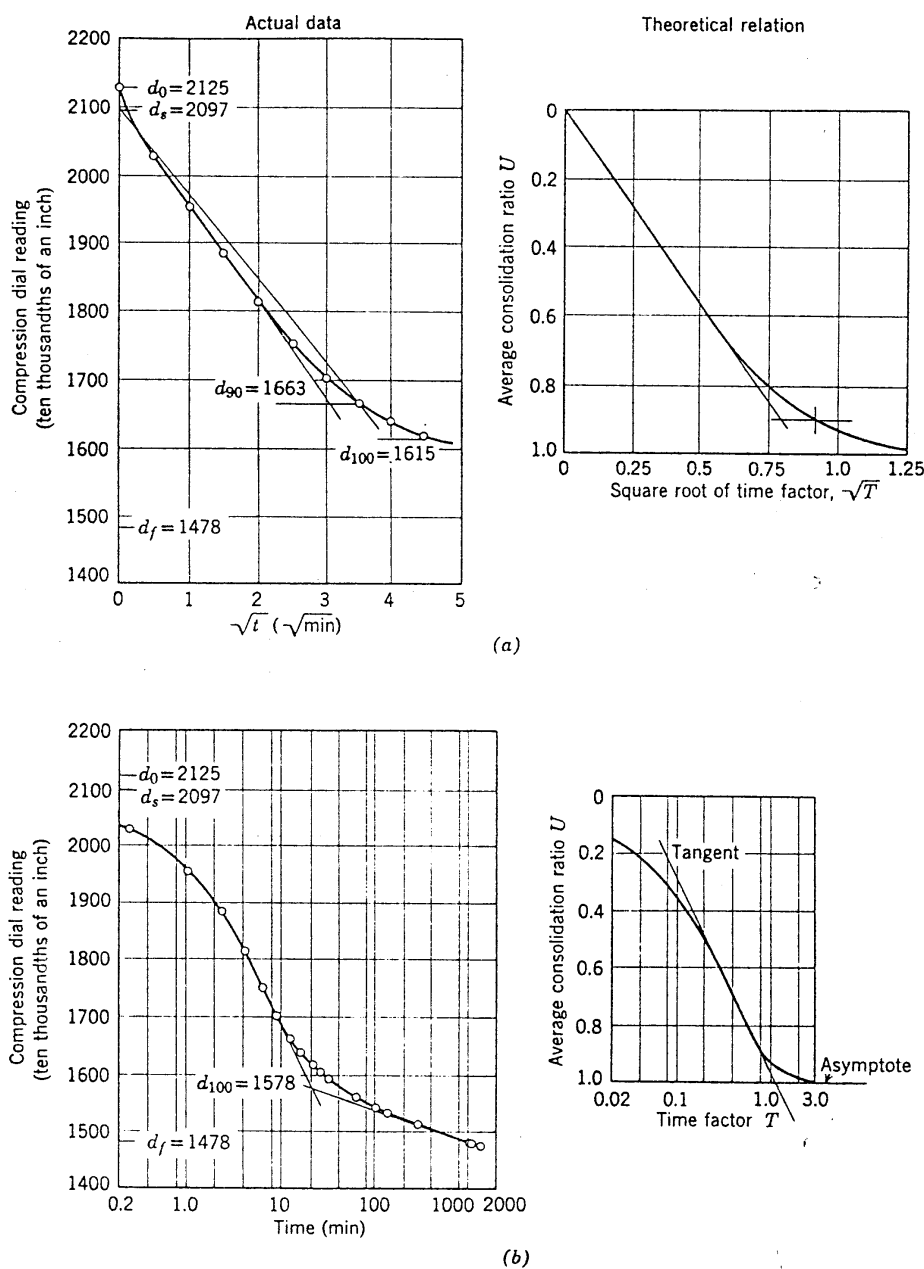 Actual data
Theoretical relation
Compression dial reading
(ten thousandths of an inch)
2200
2100
2000
1900
1800
1700
1600
1500
1400
d₀ = 2125
dₛ = 2097
d₉₀ = 1663
d₁₀₀ = 1615
d_f = 1478
0 1 2 3 4 5
√t (√min)
Average consolidation ratio U
0
0.2
0.4
0.6
0.8
1.0
0 0.25 0.5 0.75 1.0 1.25
Square root of time factor, √T
(a)
Compression dial reading
(ten thousandths of an inch)
2200
2100
2000
1900
1800
1700
1600
1500
1400
d₀ = 2125
dₛ = 2097
d₁₀₀ = 1578
d_f = 1478
0.2 1.0 10 100 1000 2000
Time (min)
Average consolidation ratio U
0
0.2
0.4
0.6
0.8
1.0
Tangent
Asymptote
0.02 0.1 1.0 3.0
Time factor T
(b)